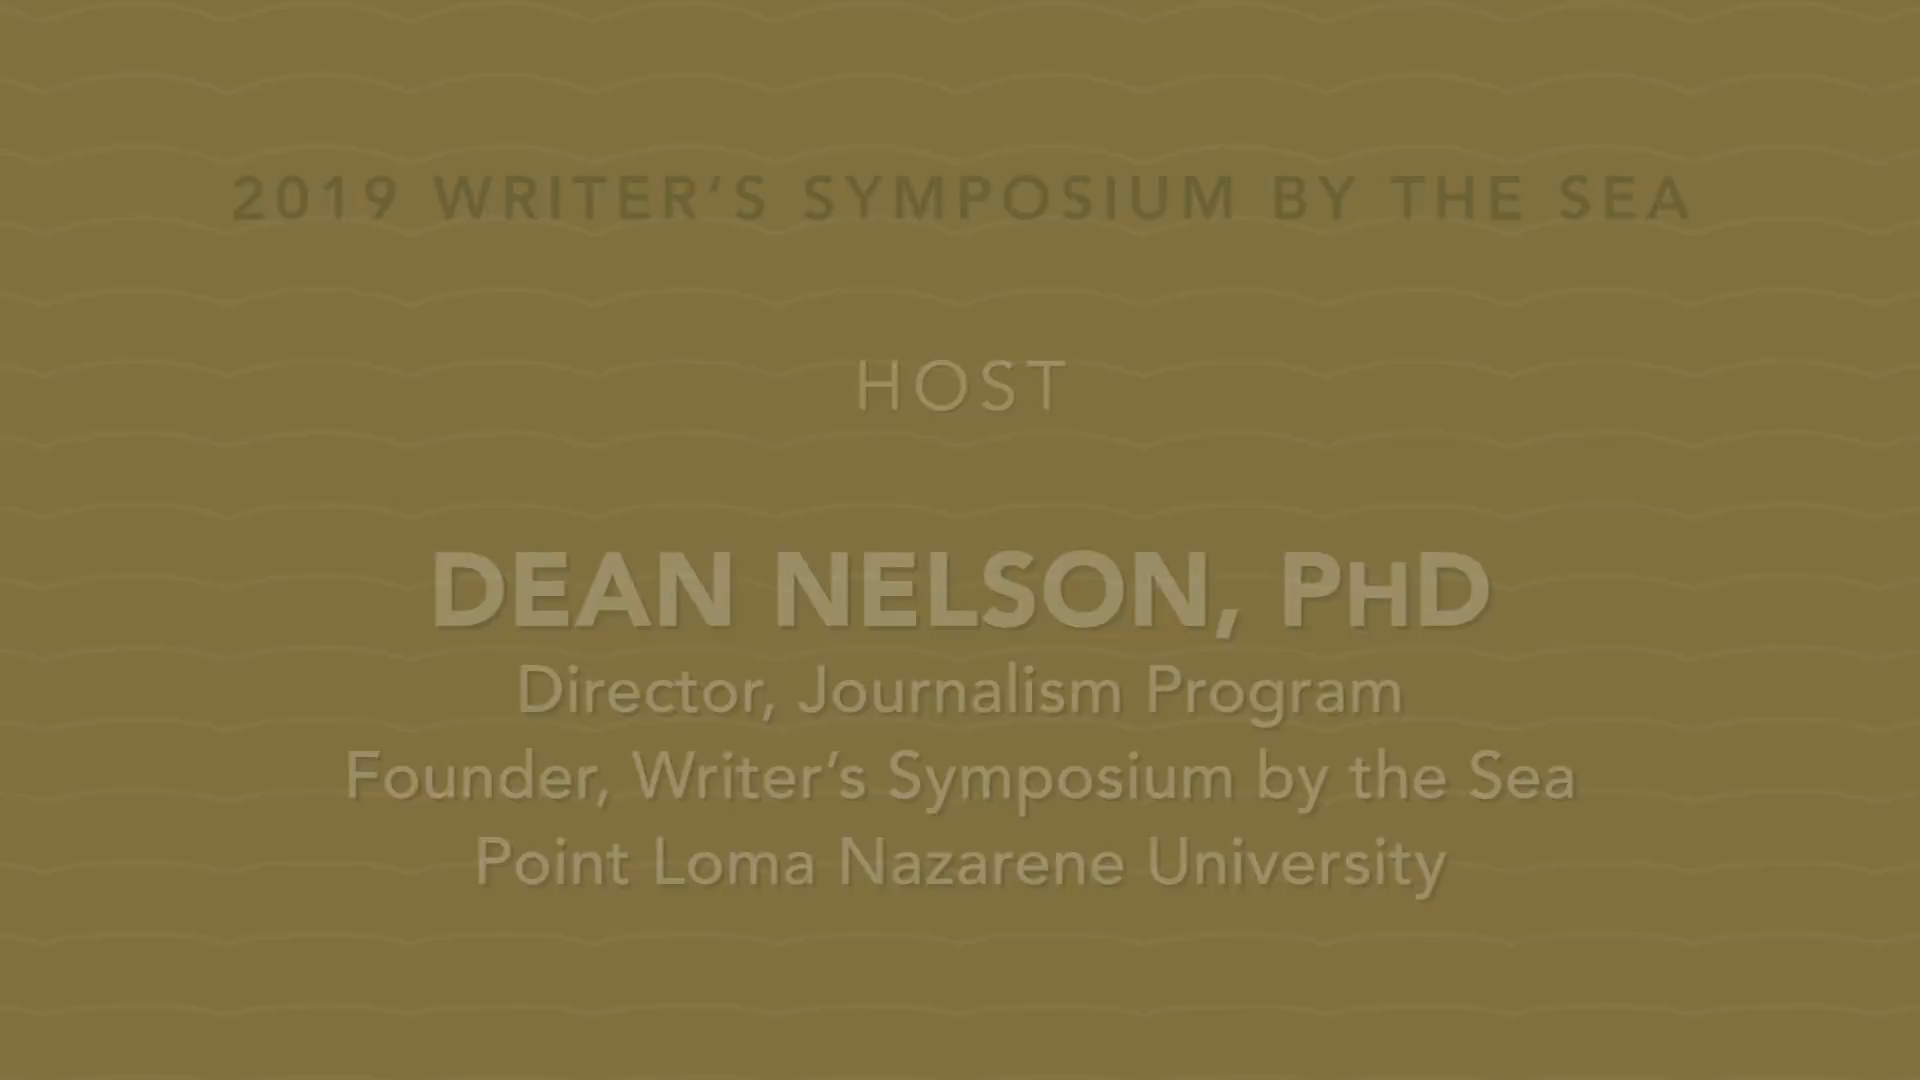 2019 WRITER’S SYMPOSIUM BY THE SEA
HOST
DEAN NELSON, PHD
Director, Journalism Program
Founder, Writer’s Symposium by the Sea
Point Loma Nazarene University